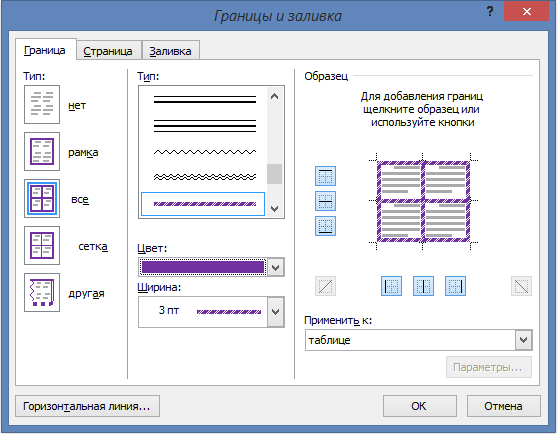 Границы и заливка
?
Граница
Страница
Заливка
Тип:
нет
рамка
все
сетка
другая
Тип:
Цвет:
Ширина:
3 пт
Образец
Для добавления границ
щелкните образец или
используйте кнопки
Применить к:
таблице
Параметры...
Горизонтальная линия...
ОК
Отмена